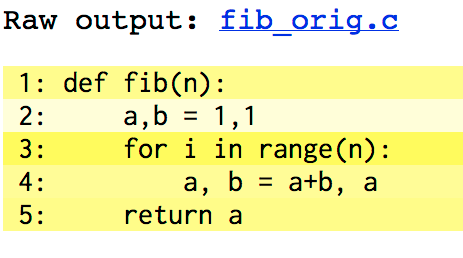 Raw output: fib_orig.c
1: def fib(n):
2:     a,b = 1,1
3:     for i in range(n):
4:         a, b = a+b, a
5:     return a